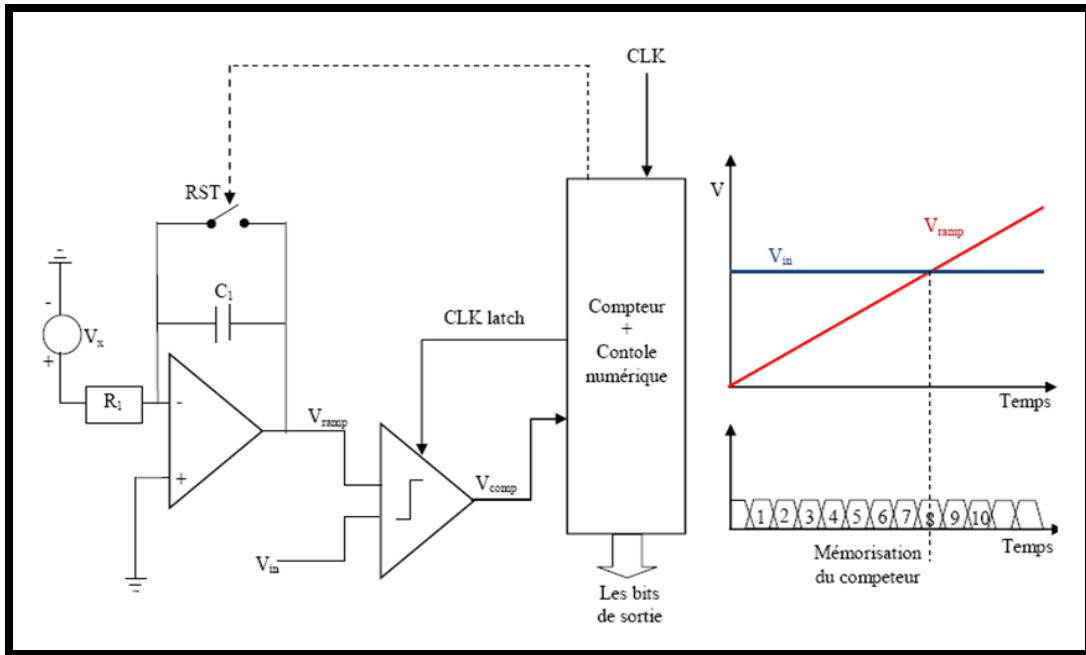 CLK
RST
C1
-
Vx
+
R1
-
+
Vramp
Vin
CLK latch
Vcomp
Compteur
+
Contole
numérique
Les bits
de sortie
V
Vramp
Vin
Temps
1 2 3 4 5 6 7 8 9 10
Temps
Mémorisation
du competeur